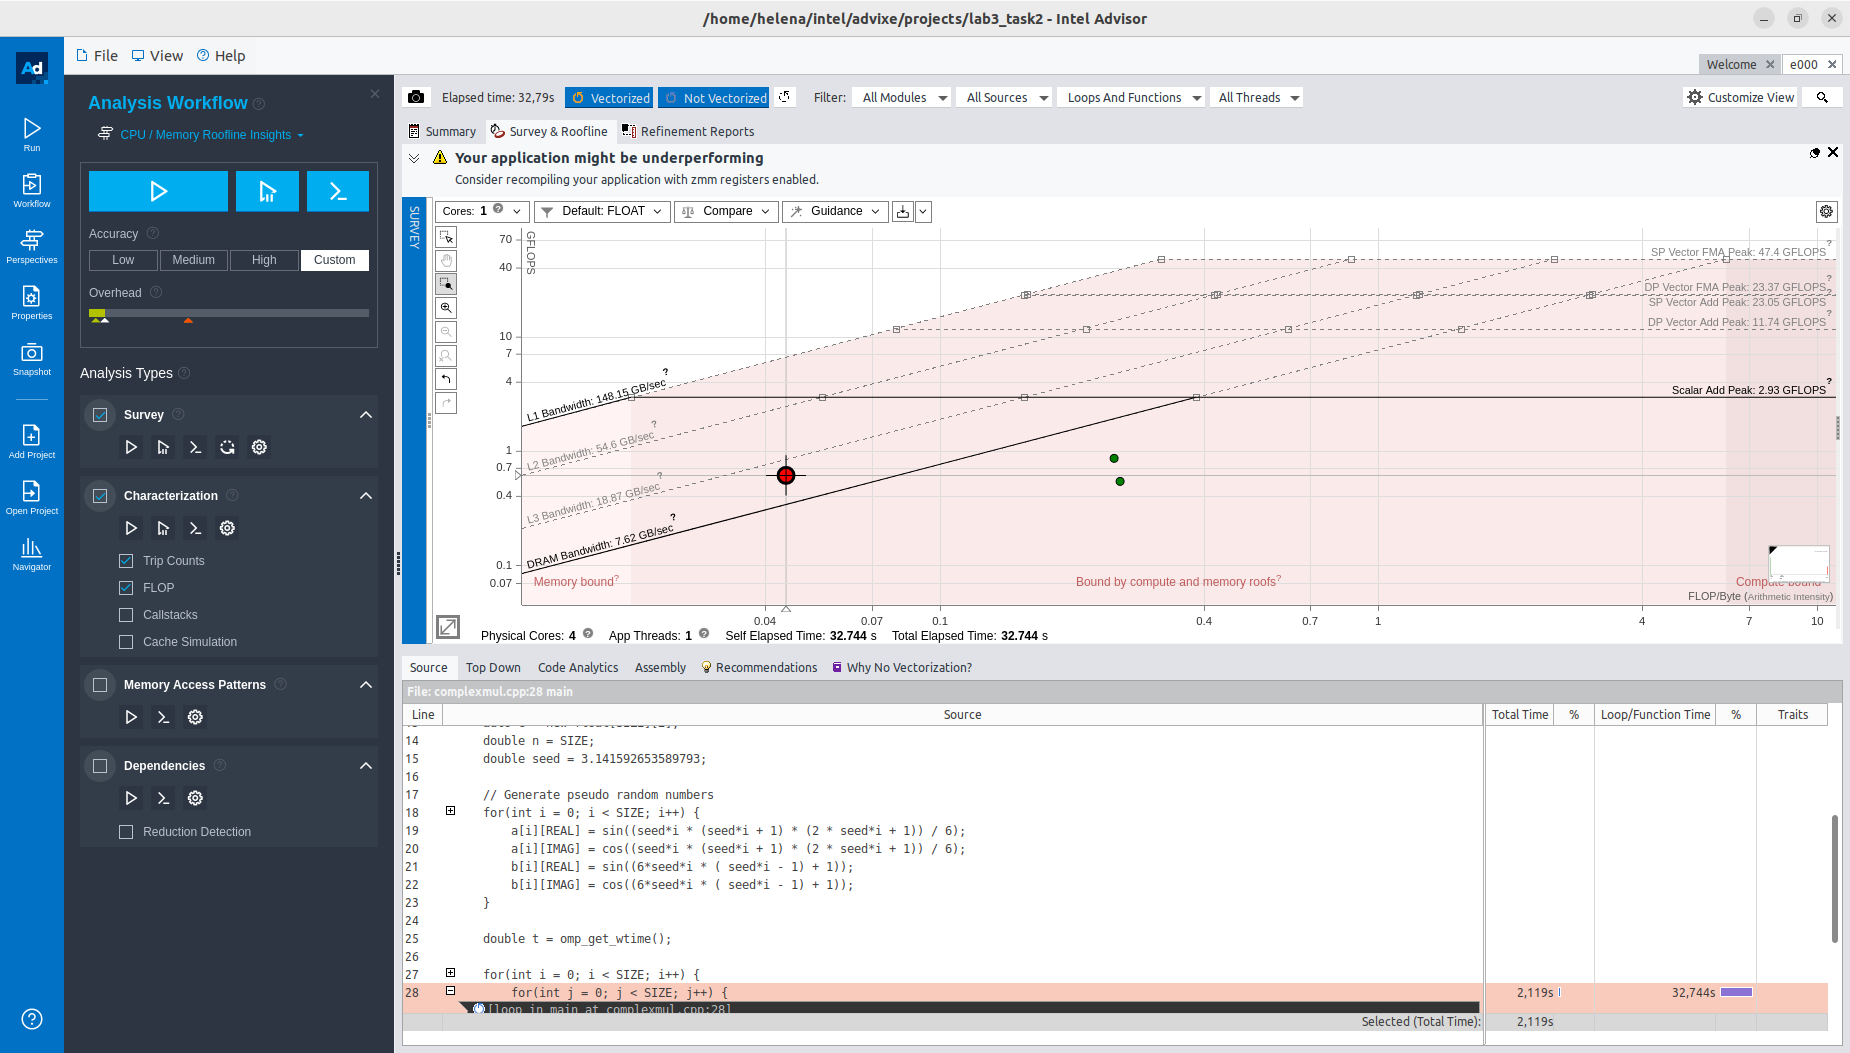 /home/helena/intel/advixe/projects/lab3_task2 - Intel Advisor
File View Help
Welcome e000
Run
Workflow
Perspectives
Properties
Snapshot
Add Project
Open Project
Navigator
Analysis Workflow
CPU / Memory Roofline Insights
Accuracy
Low Medium High Custom
Overhead
Analysis Types
Survey
Characterization
Trip Counts
FLOP
Callstacks
Cache Simulation
Memory Access Patterns
Dependencies
Reduction Detection
Elapsed time: 32,79s Vectorized Not Vectorized Filter: All Modules All Sources Loops And Functions All Threads Customize View
Summary Survey & Roofline Refinement Reports
Your application might be underperforming
Consider recompiling your application with zmm registers enabled.
SURVEY
Cores: 1 Default: FLOAT Compare Guidance
GFLOPS
70
40
10
7
4
1
0.7
0.4
0.1
0.07
SP Vector FMA Peak: 47.4 GFLOPS
DP Vector FMA Peak: 23.37 GFLOPS
SP Vector Add Peak: 23.05 GFLOPS
DP Vector Add Peak: 11.74 GFLOPS
Scalar Add Peak: 2.93 GFLOPS
L1 Bandwidth: 148.15 GB/sec
L2 Bandwidth: 54.6 GB/sec
L3 Bandwidth: 18.87 GB/sec
DRAM Bandwidth: 7.62 GB/sec
Memory bound? Bound by compute and memory roofs? Compute bound
FLOP/Byte (Arithmetic Intensity)
0.04 0.07 0.1 0.4 0.7 1 4 7 10
Physical Cores: 4 App Threads: 1 Self Elapsed Time: 32.744 s Total Elapsed Time: 32.744 s
Source Top Down Code Analytics Assembly Recommendations Why No Vectorization?
File: complexmul.cpp:28 main
Line Source Total Time % Loop/Function Time % Traits
14 double n = SIZE;
15 double seed = 3.141592653589793;
16
17 // Generate pseudo random numbers
18 for(int i = 0; i < SIZE; i++) {
19 a[i][REAL] = sin((seed*i * (seed*i + 1) * (2 * seed*i + 1)) / 6);
20 a[i][IMAG] = cos((seed*i * (seed*i + 1) * (2 * seed*i + 1)) / 6);
21 b[i][REAL] = sin((6*seed*i * ( seed*i - 1) + 1));
22 b[i][IMAG] = cos((6*seed*i * ( seed*i - 1) + 1));
23 }
24
25 double t = omp_get_wtime();
26
27 for(int i = 0; i < SIZE; i++) {
28 for(int j = 0; j < SIZE; j++) { 2,119s 32,744s
[loop in main at complexmul.cpp:28]
Selected (Total Time): 2,119s